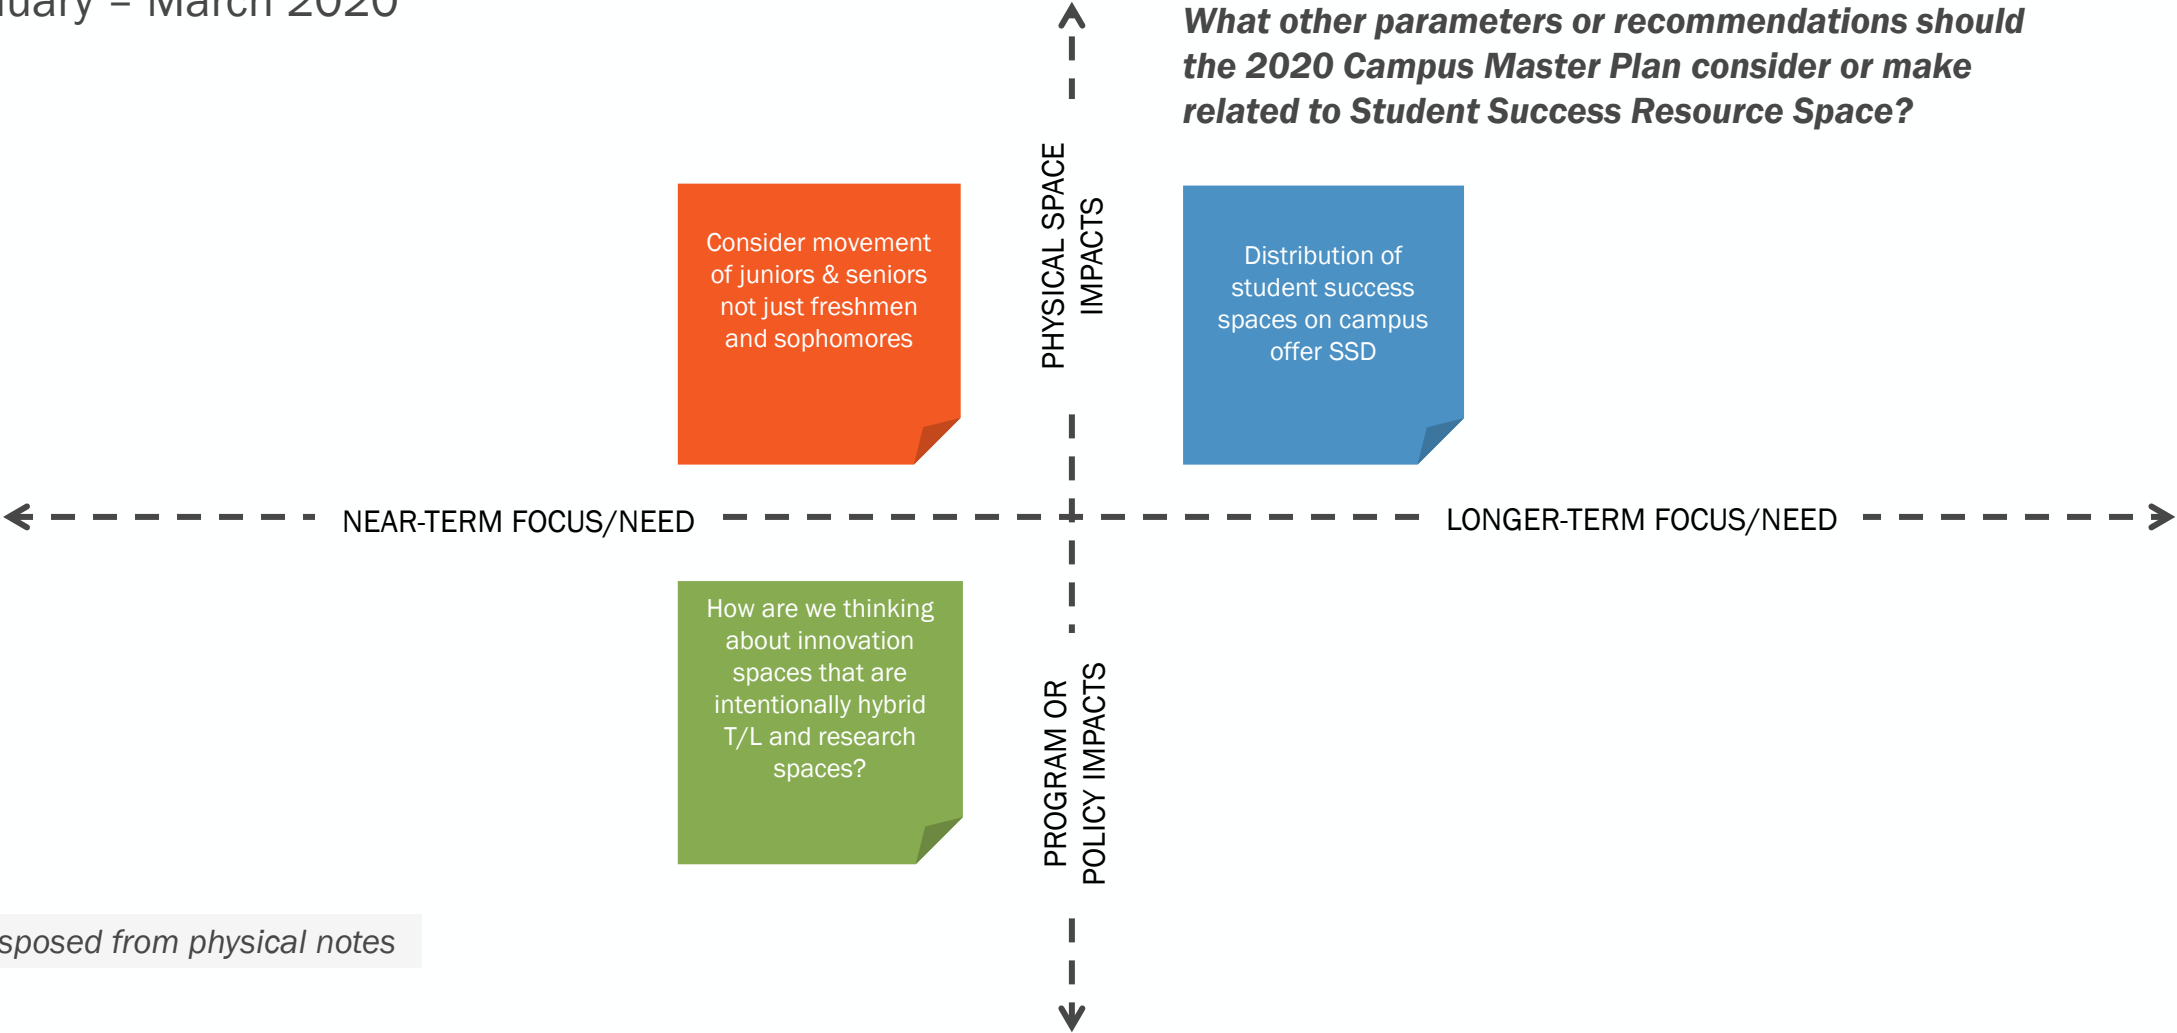 – March 2020
What other parameters or recommendations should
the 2020 Campus Master Plan consider or make
related to Student Success Resource Space?
PHYSICAL SPACE
IMPACTS
Consider movement
of juniors & seniors
not just freshmen
and sophomores
Distribution of
student success
spaces on campus
offer SSD
NEAR-TERM FOCUS/NEED
LONGER-TERM FOCUS/NEED
How are we thinking
about innovation
spaces that are
intentionally hybrid
T/L and research
spaces?
PROGRAM OR
POLICY IMPACTS
from physical notes